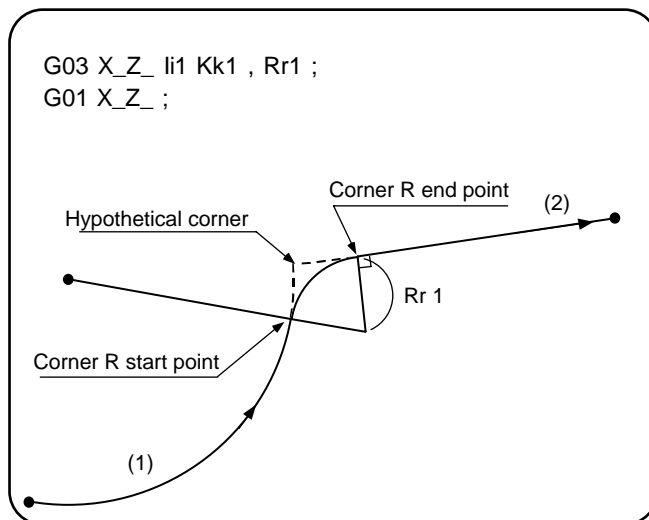 G03 X_Z_ Ii1 Kk1 , Rr1 ;
G01 X_Z_ ;
Corner R end point
(2)
Hypothetical corner
Rr 1
Corner R start point
(1)